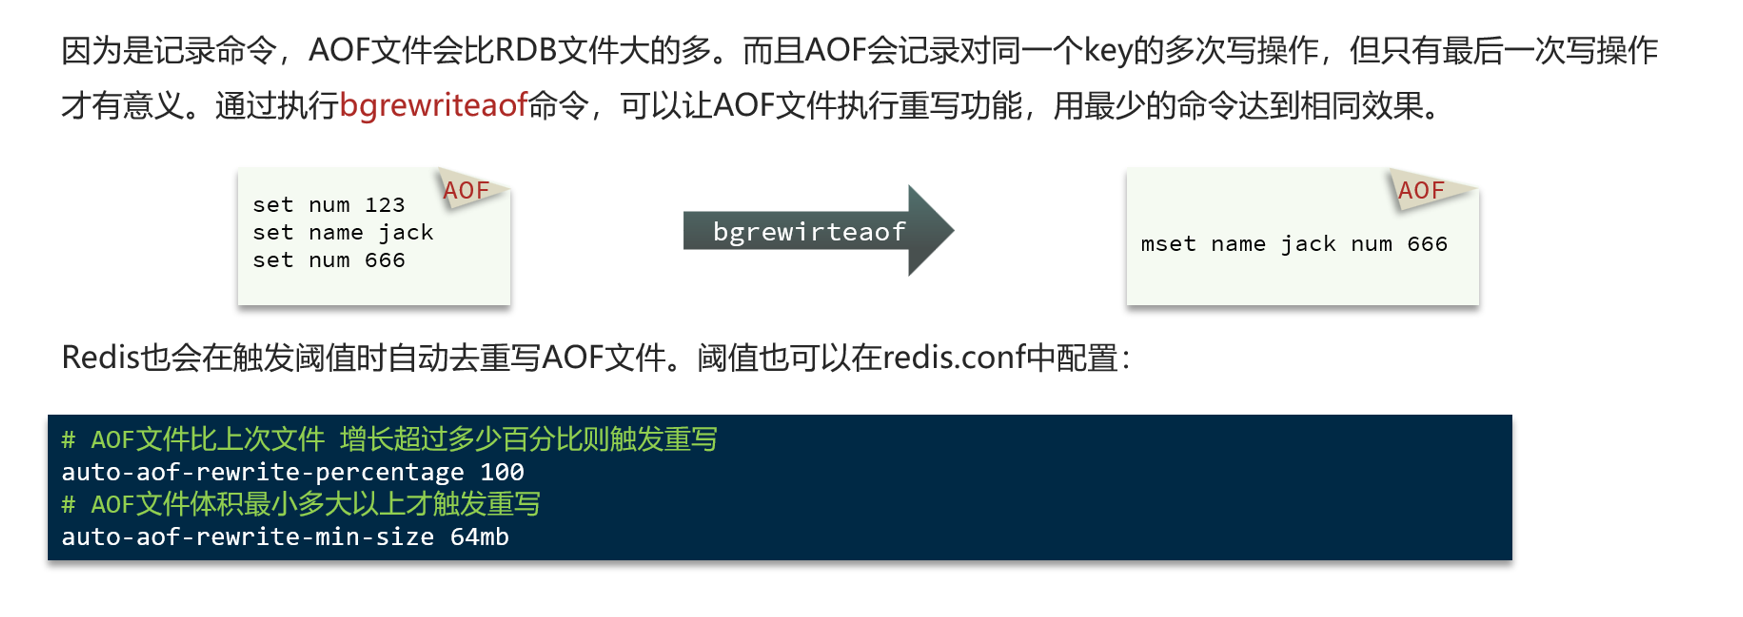 因为是记录命令，AOF文件会比RDB文件大的多。而且AOF会记录对同一个key的多次写操作，但只有最后一次写操作
才有意义。通过执行bgrewriteaof命令，可以让AOF文件执行重写功能，用最少的命令达到相同效果。
AOF
set num 123
set name jack
set num 666
bgrewirteaof
AOF
mset name jack num 666
Redis也会在触发阈值时自动去重写AOF文件。阈值也可以在redis.conf中配置：
# AOF文件比上次文件 增长超过多少百分比则触发重写
auto-aof-rewrite-percentage 100
# AOF文件体积最小多大以上才触发重写
auto-aof-rewrite-min-size 64mb